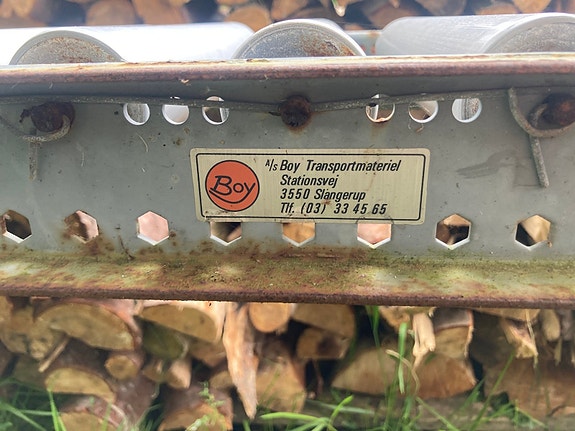 Boy
A/S Boy Transportmateriel
Stationsvej
3550 Slangerup
Tlf. (03) 33 45 65